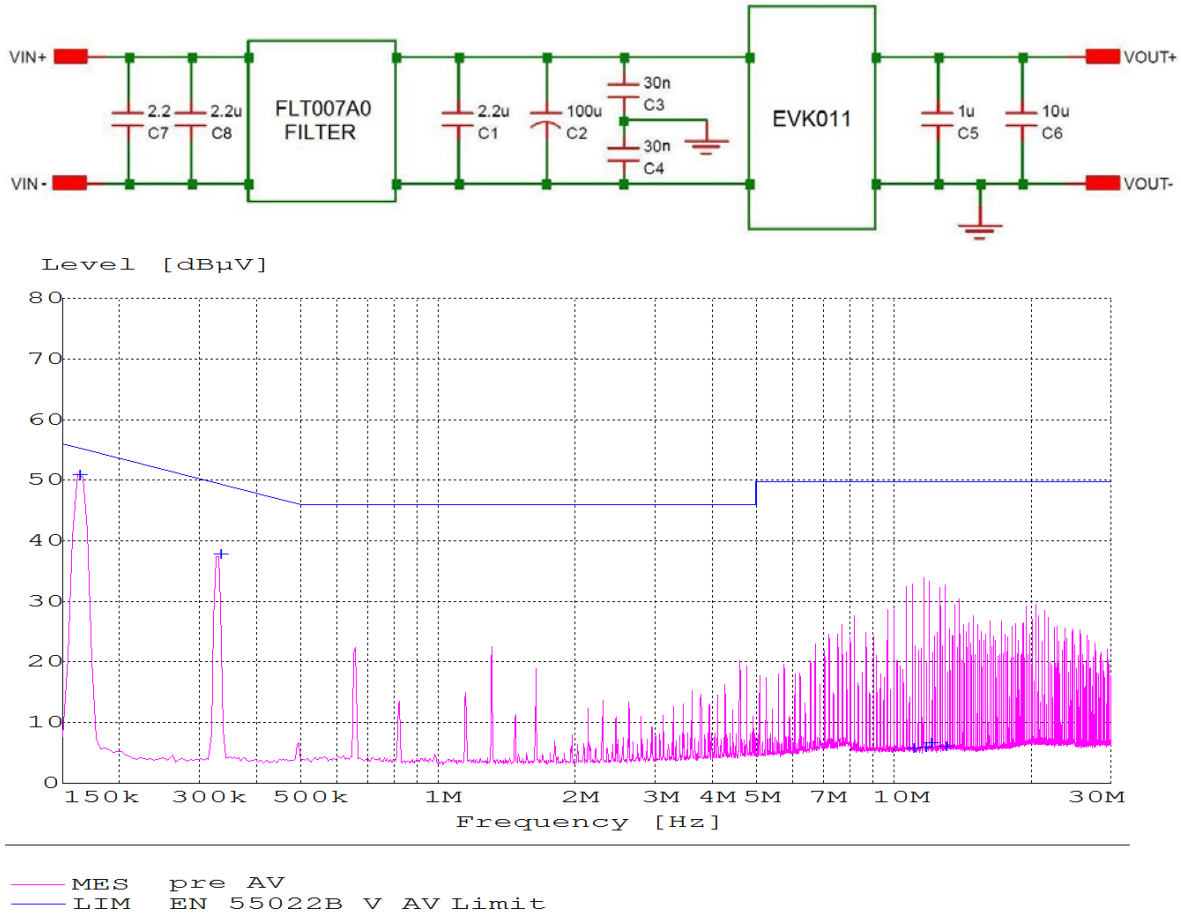 VIN+
VIN-
2.2
C7
2.2u
C8
FLT007A0
FILTER
2.2u
C1
100u
C2
30n
C3
30n
C4
EVK011
1u
C5
10u
C6
VOUT+
VOUT-
Level [dBµV]
80
70
60
50
40
30
20
10
0
150k 300k 500k 1M 2M 3M 4M 5M 7M 10M 30M
Frequency [Hz]
MES pre AV
LIM EN 55022B V AV Limit